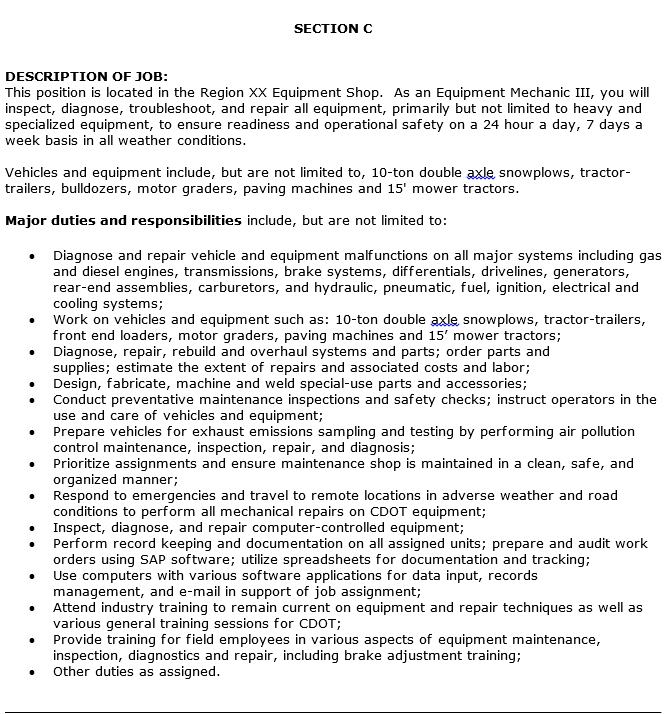 SECTION C
DESCRIPTION OF JOB:
This position is located in the Region XX Equipment Shop.  As an Equipment Mechanic III, you will
inspect, diagnose, troubleshoot, and repair all equipment, primarily but not limited to heavy and
specialized equipment, to ensure readiness and operational safety on a 24 hour a day, 7 days a
week basis in all weather conditions.
Vehicles and equipment include, but are not limited to, 10-ton double axle snowplows, tractor-
trailers, bulldozers, motor graders, paving machines and 15' mower tractors.
Major duties and responsibilities include, but are not limited to:
• Diagnose and repair vehicle and equipment malfunctions on all major systems including gas
and diesel engines, transmissions, brake systems, differentials, drivelines, generators,
rear-end assemblies, carburetors, and hydraulic, pneumatic, fuel, ignition, electrical and
cooling systems;
• Work on vehicles and equipment such as: 10-ton double axle snowplows, tractor-trailers,
front end loaders, motor graders, paving machines and 15’ mower tractors;
• Diagnose, repair, rebuild and overhaul systems and parts; order parts and
supplies; estimate the extent of repairs and associated costs and labor;
• Design, fabricate, machine and weld special-use parts and accessories;
• Conduct preventative maintenance inspections and safety checks; instruct operators in the
use and care of vehicles and equipment;
• Prepare vehicles for exhaust emissions sampling and testing by performing air pollution
control maintenance, inspection, repair, and diagnosis;
• Prioritize assignments and ensure maintenance shop is maintained in a clean, safe, and
organized manner;
• Respond to emergencies and travel to remote locations in adverse weather and road
conditions to perform all mechanical repairs on CDOT equipment;
• Inspect, diagnose, and repair computer-controlled equipment;
• Perform record keeping and documentation on all assigned units; prepare and audit work
orders using SAP software; utilize spreadsheets for documentation and tracking;
• Use computers with various software applications for data input, records
management, and e-mail in support of job assignment;
• Attend industry training to remain current on equipment and repair techniques as well as
various general training sessions for CDOT;
• Provide training for field employees in various aspects of equipment maintenance,
inspection, diagnostics and repair, including brake adjustment training;
• Other duties as assigned.